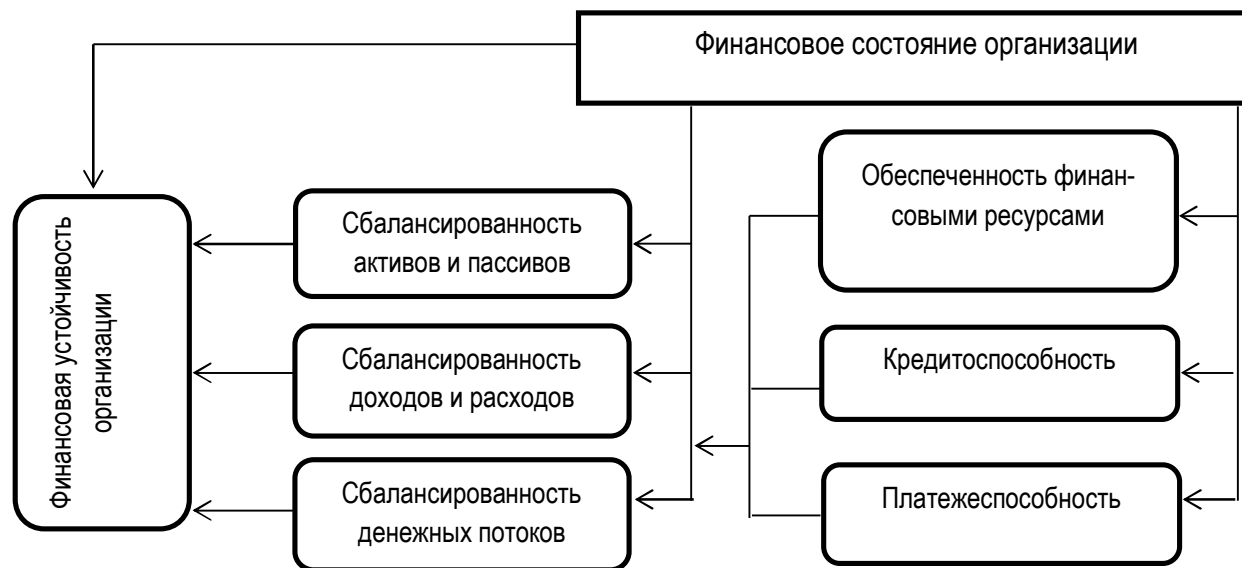 Финансовое состояние организации
Финансовая устойчивость
организации
Сбалансированность
активов и пассивов
Сбалансированность
доходов и расходов
Сбалансированность
денежных потоков
Обеспеченность финан-
совыми ресурсами
Кредитоспособность
Платежеспособность